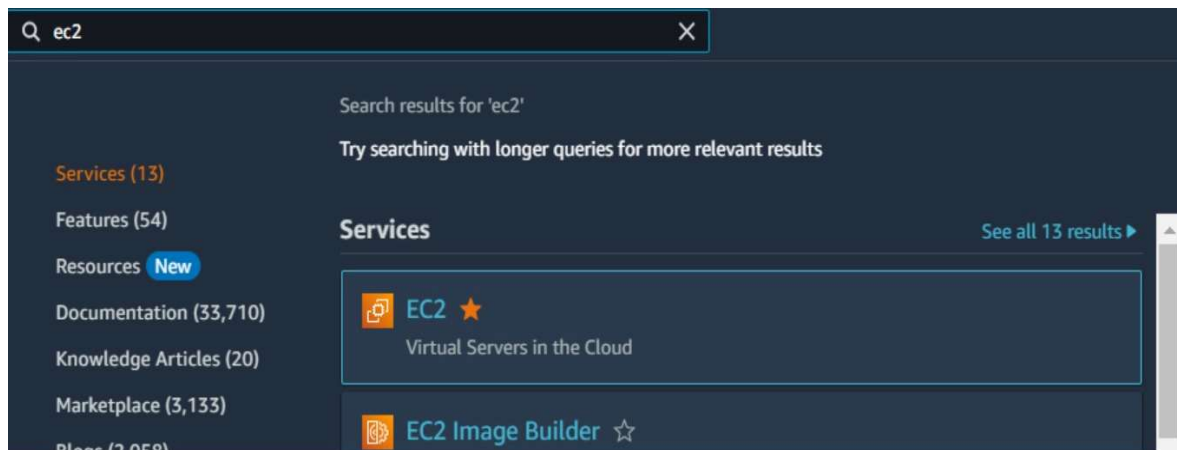 ec2
Search results for 'ec2'
Try searching with longer queries for more relevant results
Services (13)
Features (54)
Resources New
Documentation (33,710)
Knowledge Articles (20)
Marketplace (3,133)
Services
See all 13 results
EC2
Virtual Servers in the Cloud
EC2 Image Builder